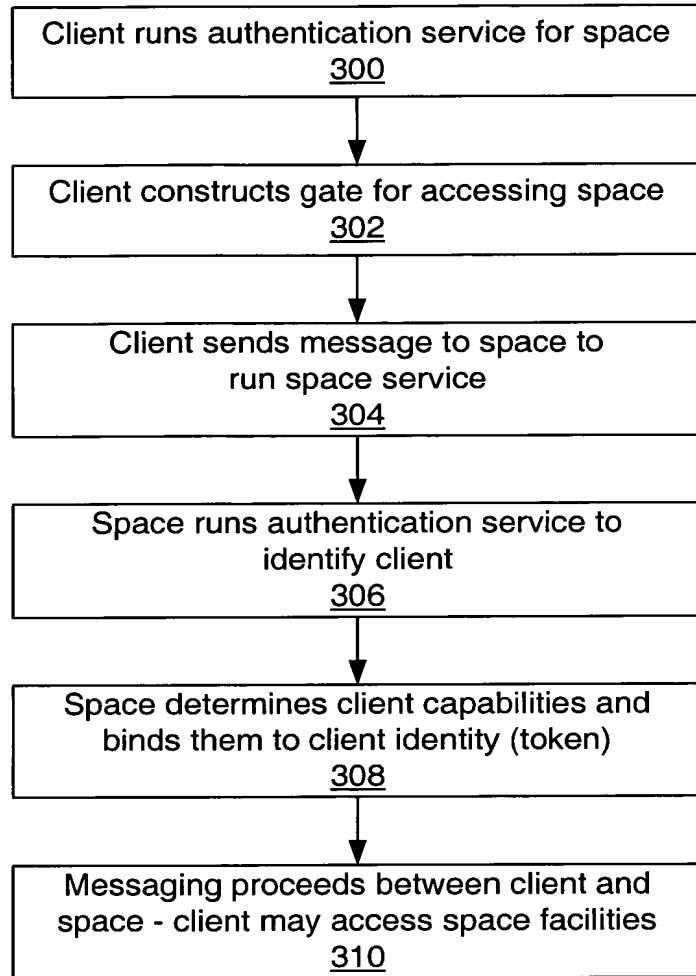 Client runs authentication service for space
300
Client constructs gate for accessing space
302
Client sends message to space to
run space service
304
Space runs authentication service to
identify client
306
Space determines client capabilities and
binds them to client identity (token)
308
Messaging proceeds between client and
space - client may access space facilities
310